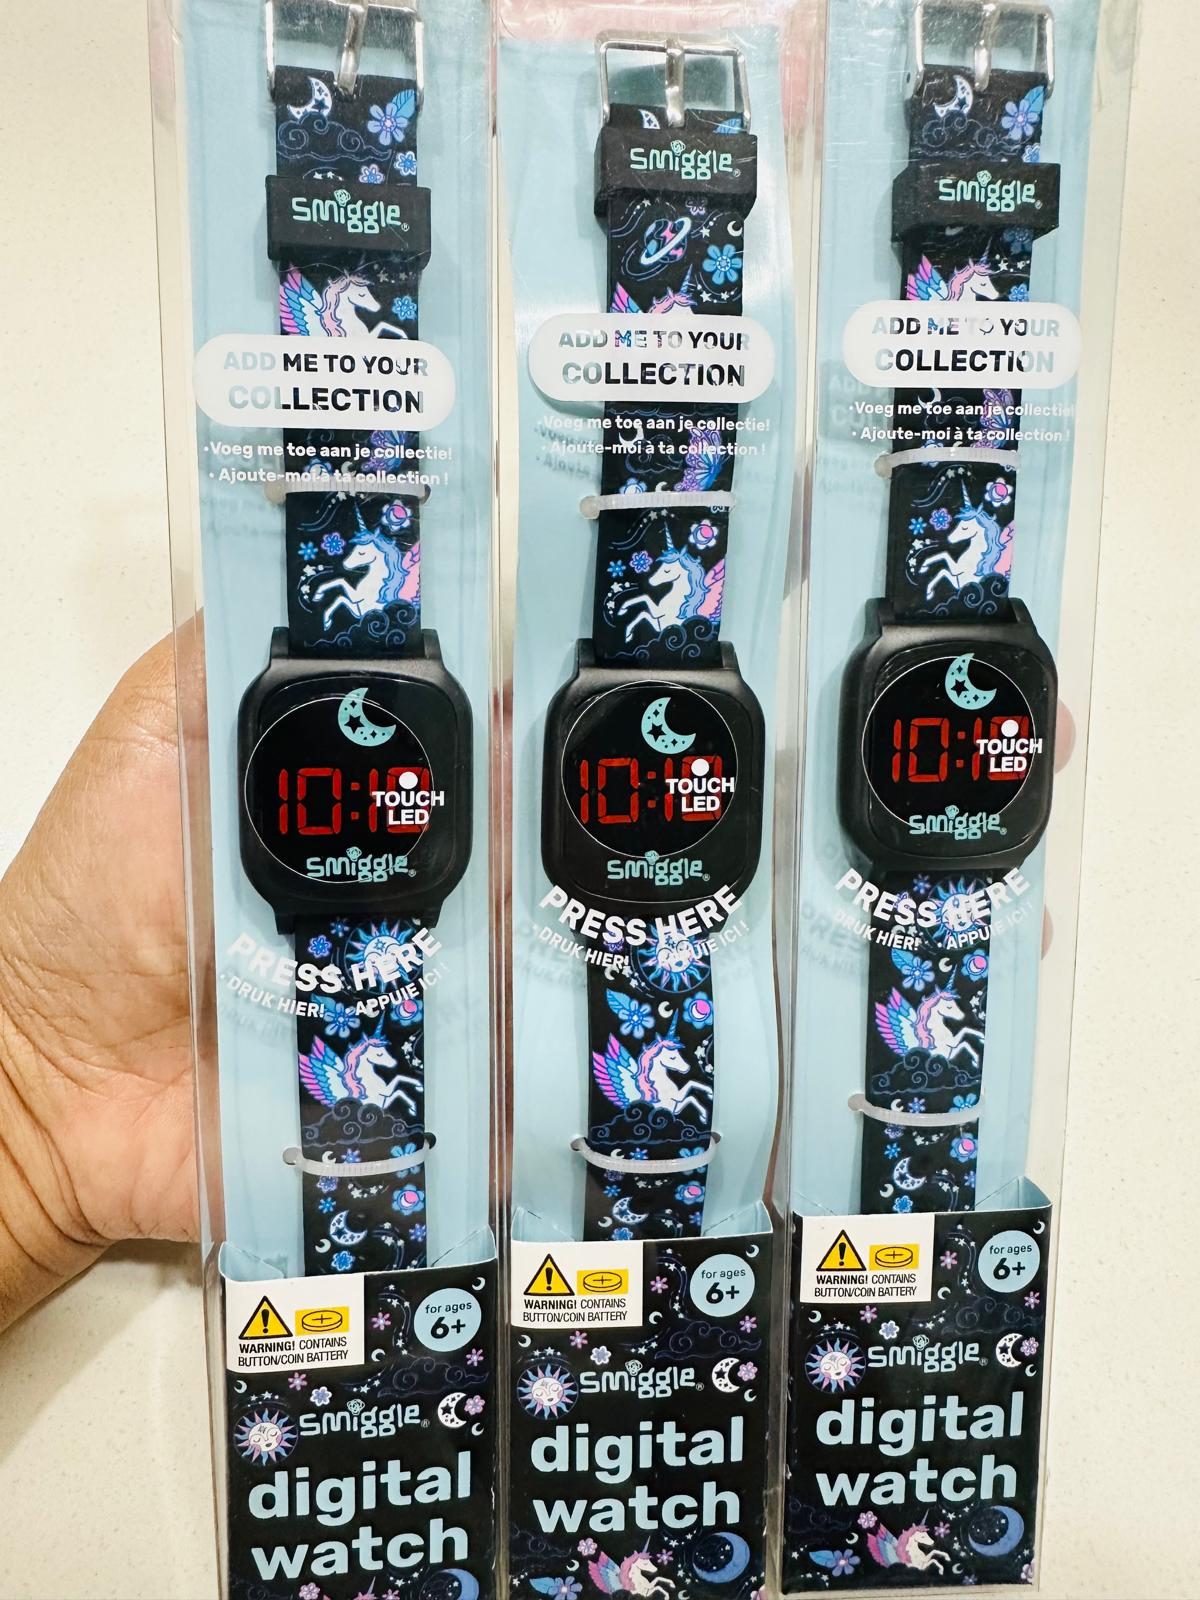 smiggle
ADD ME TO YOUR
COLLECTION
• Voeg me toe aan je collectie!
• Ajoute-moi à ta collection !
10:10
TOUCH
LED
smiggle
PRESS HERE
• DRUK HIER! • APPUIE ICI !
WARNING! CONTAINS
BUTTON/COIN BATTERY
for ages
6+
smiggle
digital
watch
smiggle
ADD ME TO YOUR
COLLECTION
• Voeg me toe aan je collectie!
• Ajoute-moi à ta collection !
10:10
TOUCH
LED
smiggle
PRESS HERE
• DRUK HIER! • APPUIE ICI !
WARNING! CONTAINS
BUTTON/COIN BATTERY
for ages
6+
smiggle
digital
watch
smiggle
ADD ME TO YOUR
COLLECTION
• Voeg me toe aan je collectie!
• Ajoute-moi à ta collection !
10:10
TOUCH
LED
smiggle
PRESS HERE
• DRUK HIER! • APPUIE ICI !
WARNING! CONTAINS
BUTTON/COIN BATTERY
for ages
6+
smiggle
digital
watch